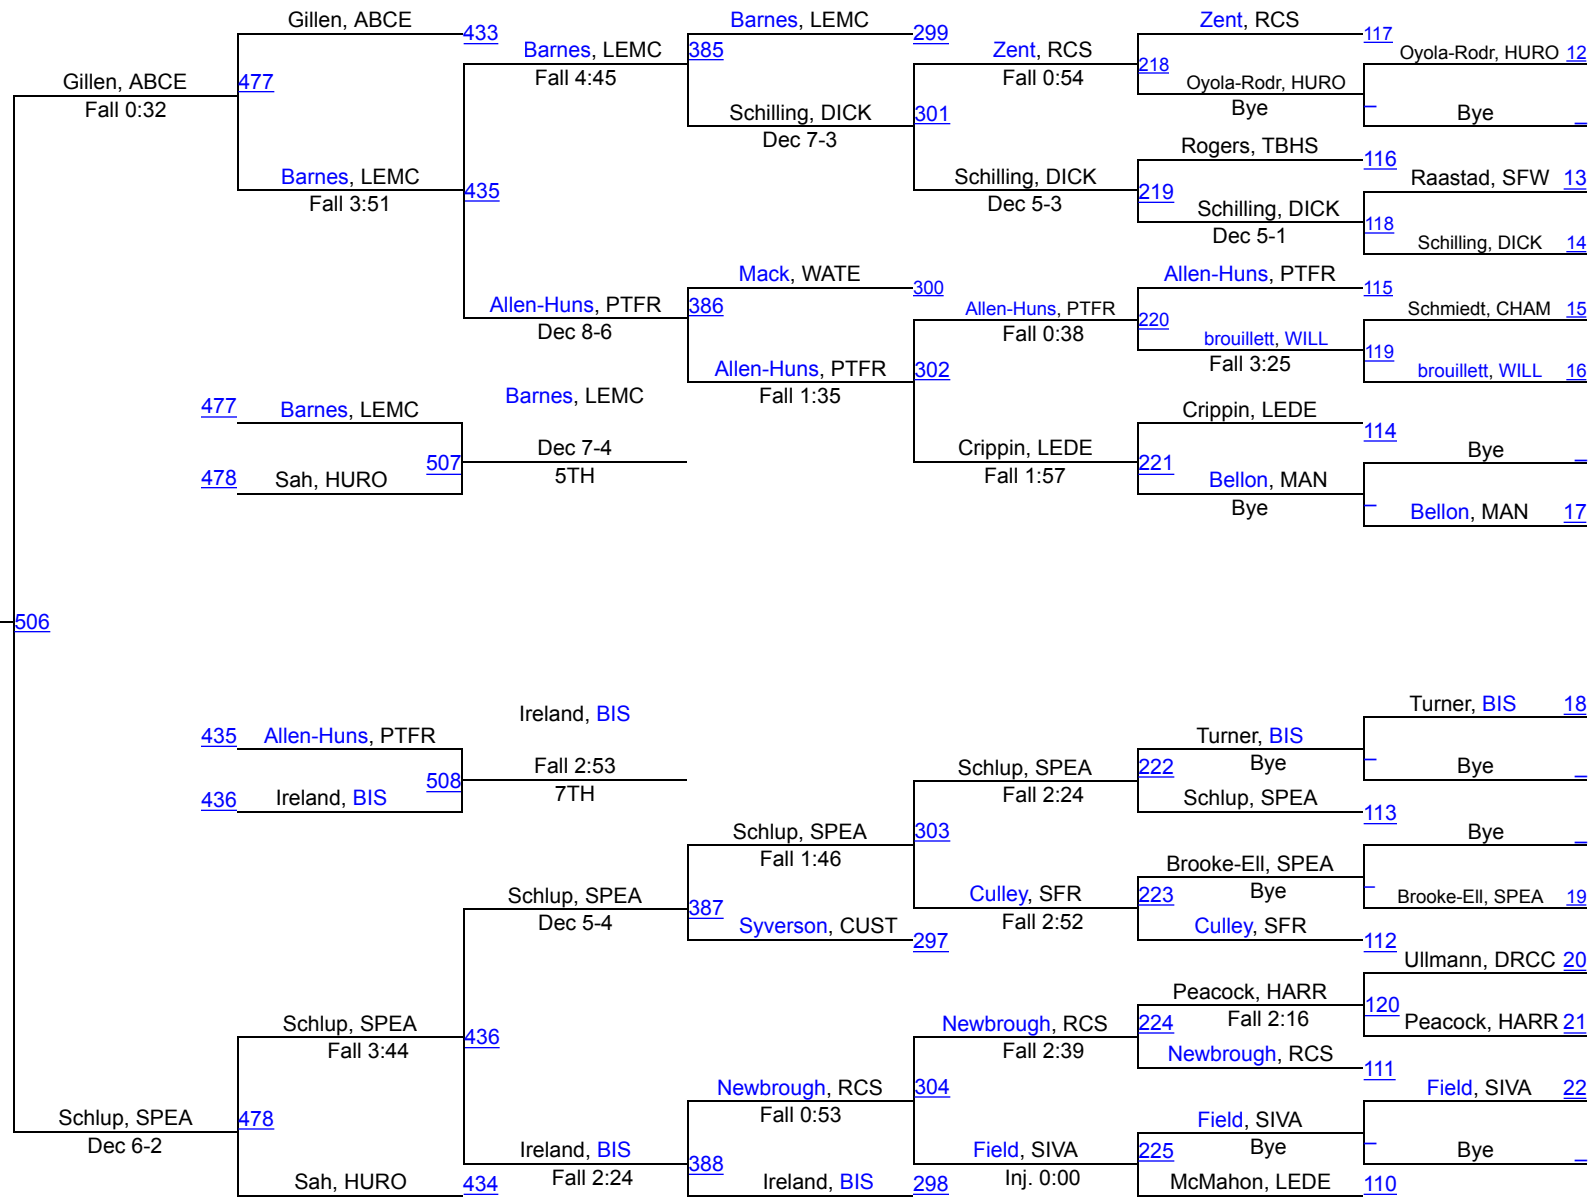 Gillen, ABCE
433
Barnes, LEMC
299
Zent, RCS
117
Barnes, LEMC
385
Zent, RCS
218
Oyola-Rodr, HURO 12
Gillen, ABCE
477
Fall 4:45
Fall 0:54
Oyola-Rodr, HURO
Fall 0:32
Schilling, DICK
301
Bye
_
Bye
_
Dec 7-3
Rogers, TBHS
116
Barnes, LEMC
435
Schilling, DICK
219
Raastad, SFW 13
Fall 3:51
Dec 5-3
Schilling, DICK
118
Dec 5-1
Schilling, DICK 14
Mack, WATE
300
Allen-Huns, PTFR
115
Allen-Huns, PTFR
386
Allen-Huns, PTFR
220
Schmiedt, CHAM 15
Dec 8-6
Fall 0:38
brouillett, WILL
119
Allen-Huns, PTFR
302
Fall 3:25
brouillett, WILL 16
Fall 1:35
477
Barnes, LEMC
Barnes, LEMC
Crippin, LEDE
114
507
Dec 7-4
Crippin, LEDE
221
Bye
_
478
Sah, HURO
5TH
Fall 1:57
Bellon, MAN
Bye
_
Bellon, MAN 17
506
Ireland, BIS
Turner, BIS 18
435
Allen-Huns, PTFR
Turner, BIS
508
Fall 2:53
Schlup, SPEA
222
Bye
_
Bye
_
436
Ireland, BIS
7TH
Fall 2:24
Schlup, SPEA
113
Schlup, SPEA
303
Bye
_
Fall 1:46
Brooke-Ell, SPEA
Schlup, SPEA
387
Culley, SFR
223
Bye
_
Brooke-Ell, SPEA 19
Dec 5-4
Syverson, CUST
297
Fall 2:52
Culley, SFR
112
Ullmann, DRCC 20
Peacock, HARR
120
Schlup, SPEA
436
Newbrough, RCS
224
Fall 2:16
Peacock, HARR 21
Fall 3:44
Fall 2:39
Newbrough, RCS
111
Newbrough, RCS
304
Field, SIVA 22
Schlup, SPEA
478
Fall 0:53
Field, SIVA
Dec 6-2
Ireland, BIS
388
Field, SIVA
225
Bye
_
Bye
_
Sah, HURO
434
Fall 2:24
Ireland, BIS
298
Inj. 0:00
McMahon, LEDE
110